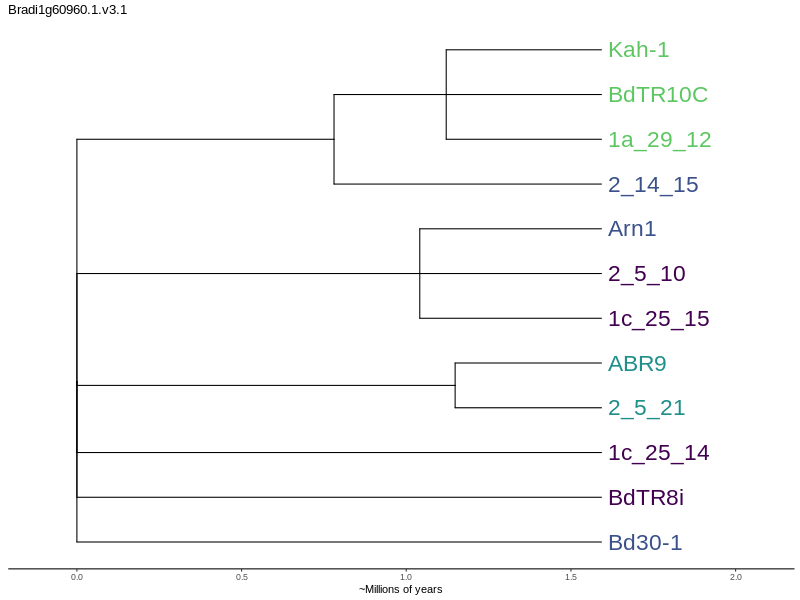 Bradi1g60960.1.v3.1
Kah-1
BdTR10C
1a_29_12
2_14_15
Arn1
2_5_10
1c_25_15
ABR9
2_5_21
1c_25_14
BdTR8i
Bd30-1
0.0 0.5 1.0 1.5 2.0
~Millions of years